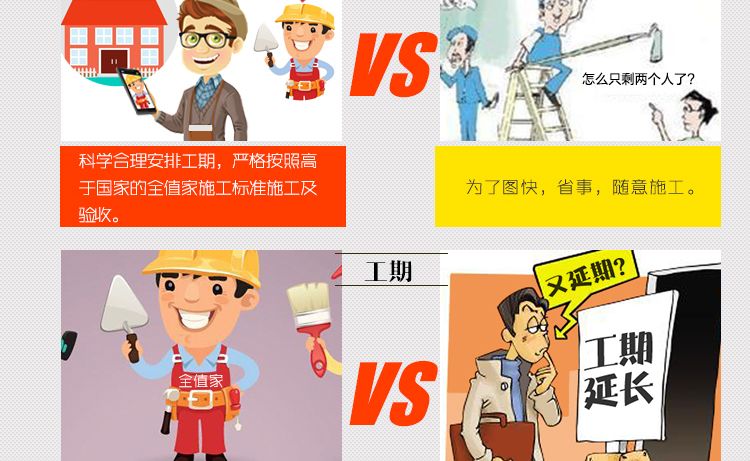 VS
怎么只剩两个人了?
科学合理安排工期，严格按照高
于国家的全值家施工标准施工及
验收。
为了图快，省事，随意施工。
工期
全值家
VS
又延期?
工期
延长